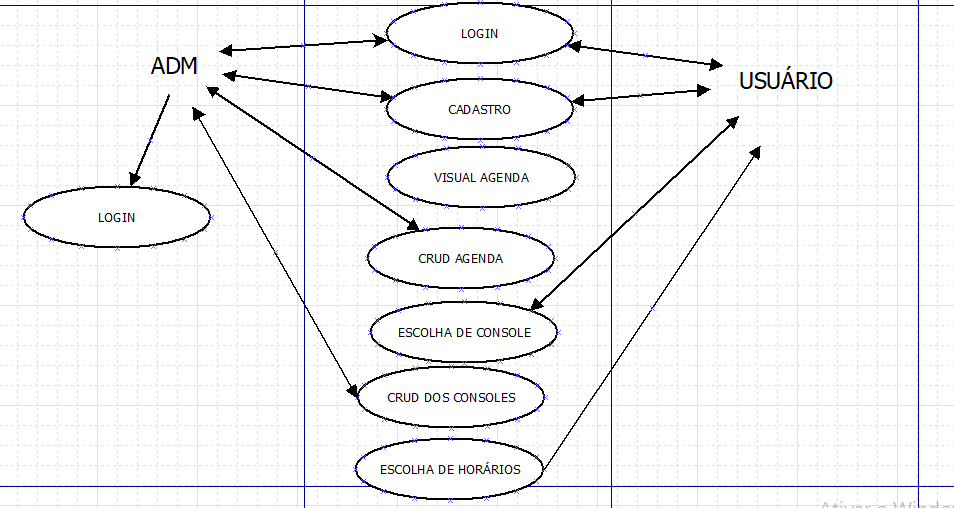 LOGIN
ADM
USUÁRIO
CADASTRO
VISUAL AGENDA
LOGIN
CRUD AGENDA
ESCOLHA DE CONSOLE
CRUD DOS CONSOLES
ESCOLHA DE HORÁRIOS